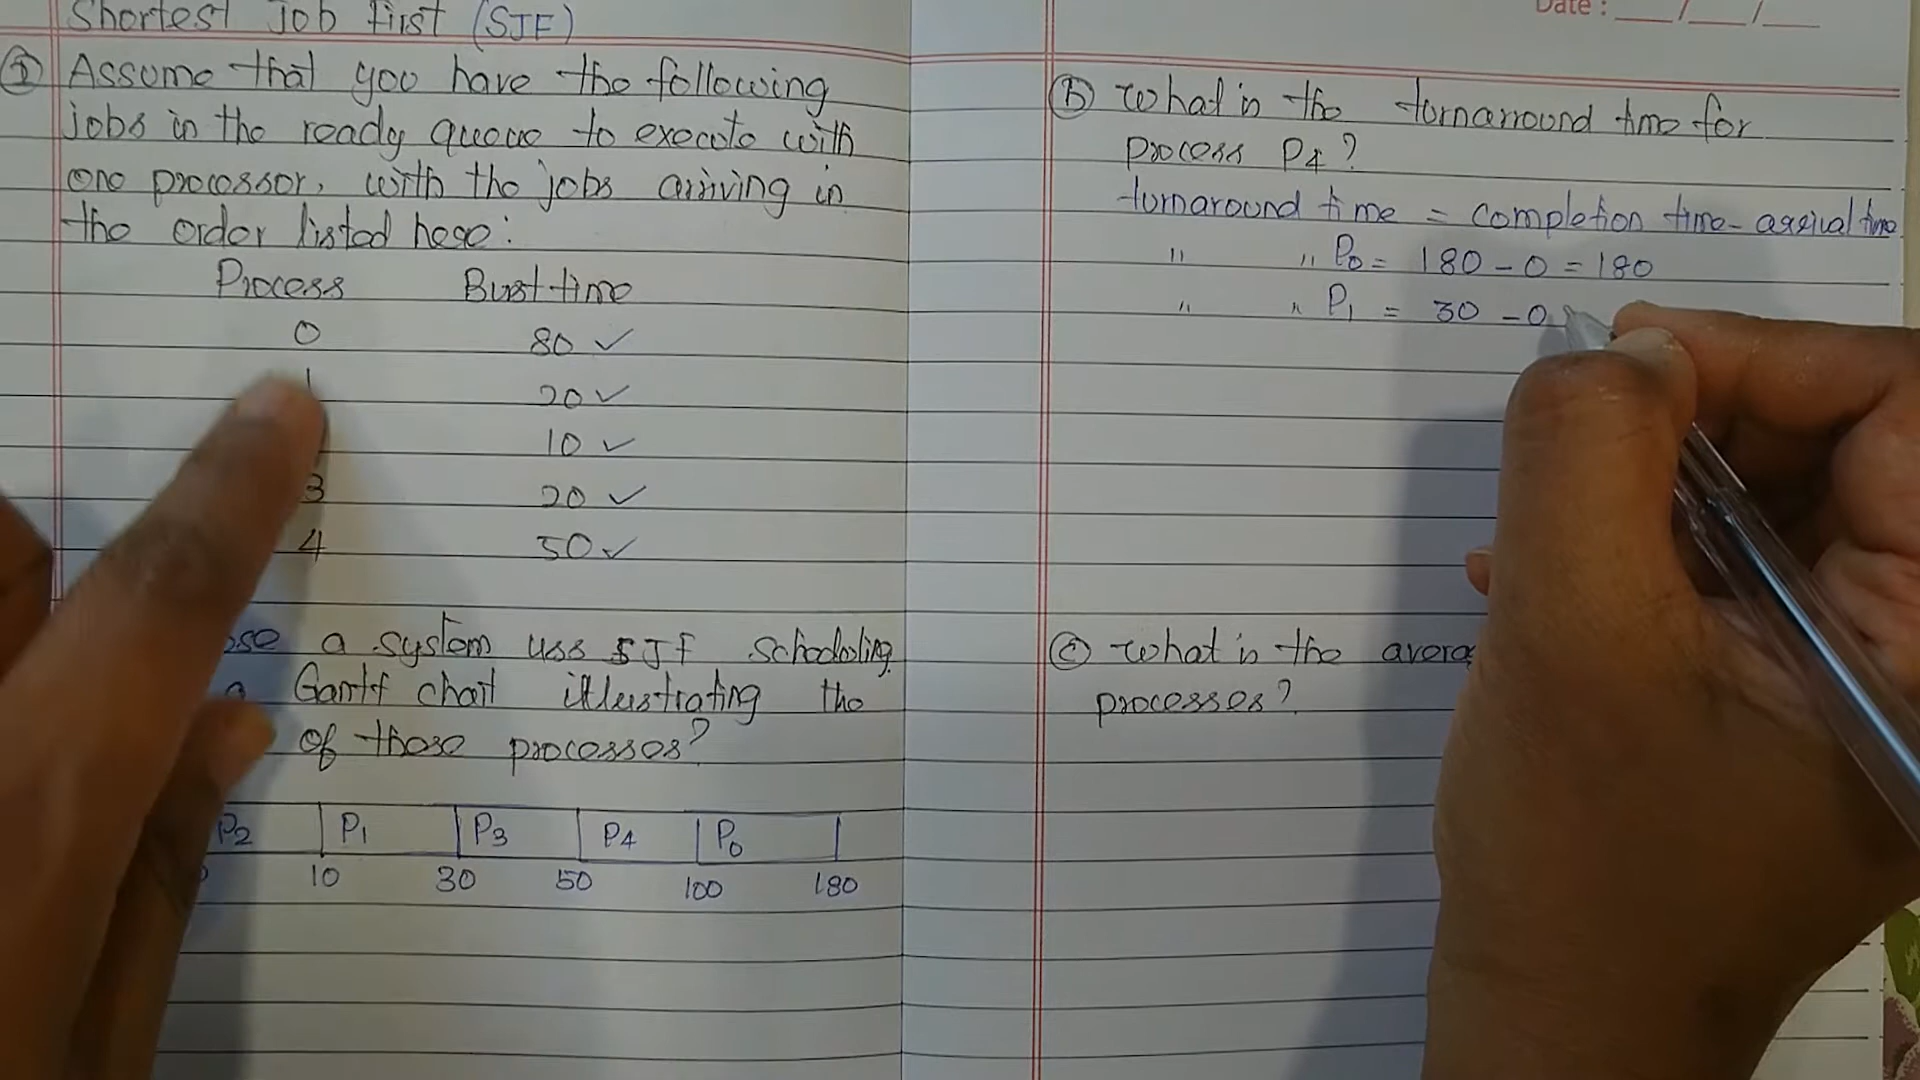 Shortest Job First (SJF)
① Assume that you have the following
jobs in the ready queue to execute with
one processor, with the jobs arriving in
the order listed here:
Process Burst time
0 80 ✓
1 20 ✓
10 ✓
3 20 ✓
4 50 ✓
ose a system uses SJF scheduling
a Gantt chart illustrating the
of these processes?
P2 P1 P3 P4 P0
10 30 50 100 180
Date : ___/___/___
ⓑ What is the turnarround time for
process P4?
turnaround time = completion time - arrival time
" " P0 = 180 - 0 = 180
" " P1 = 30 - 0
ⓒ What is the
processes?